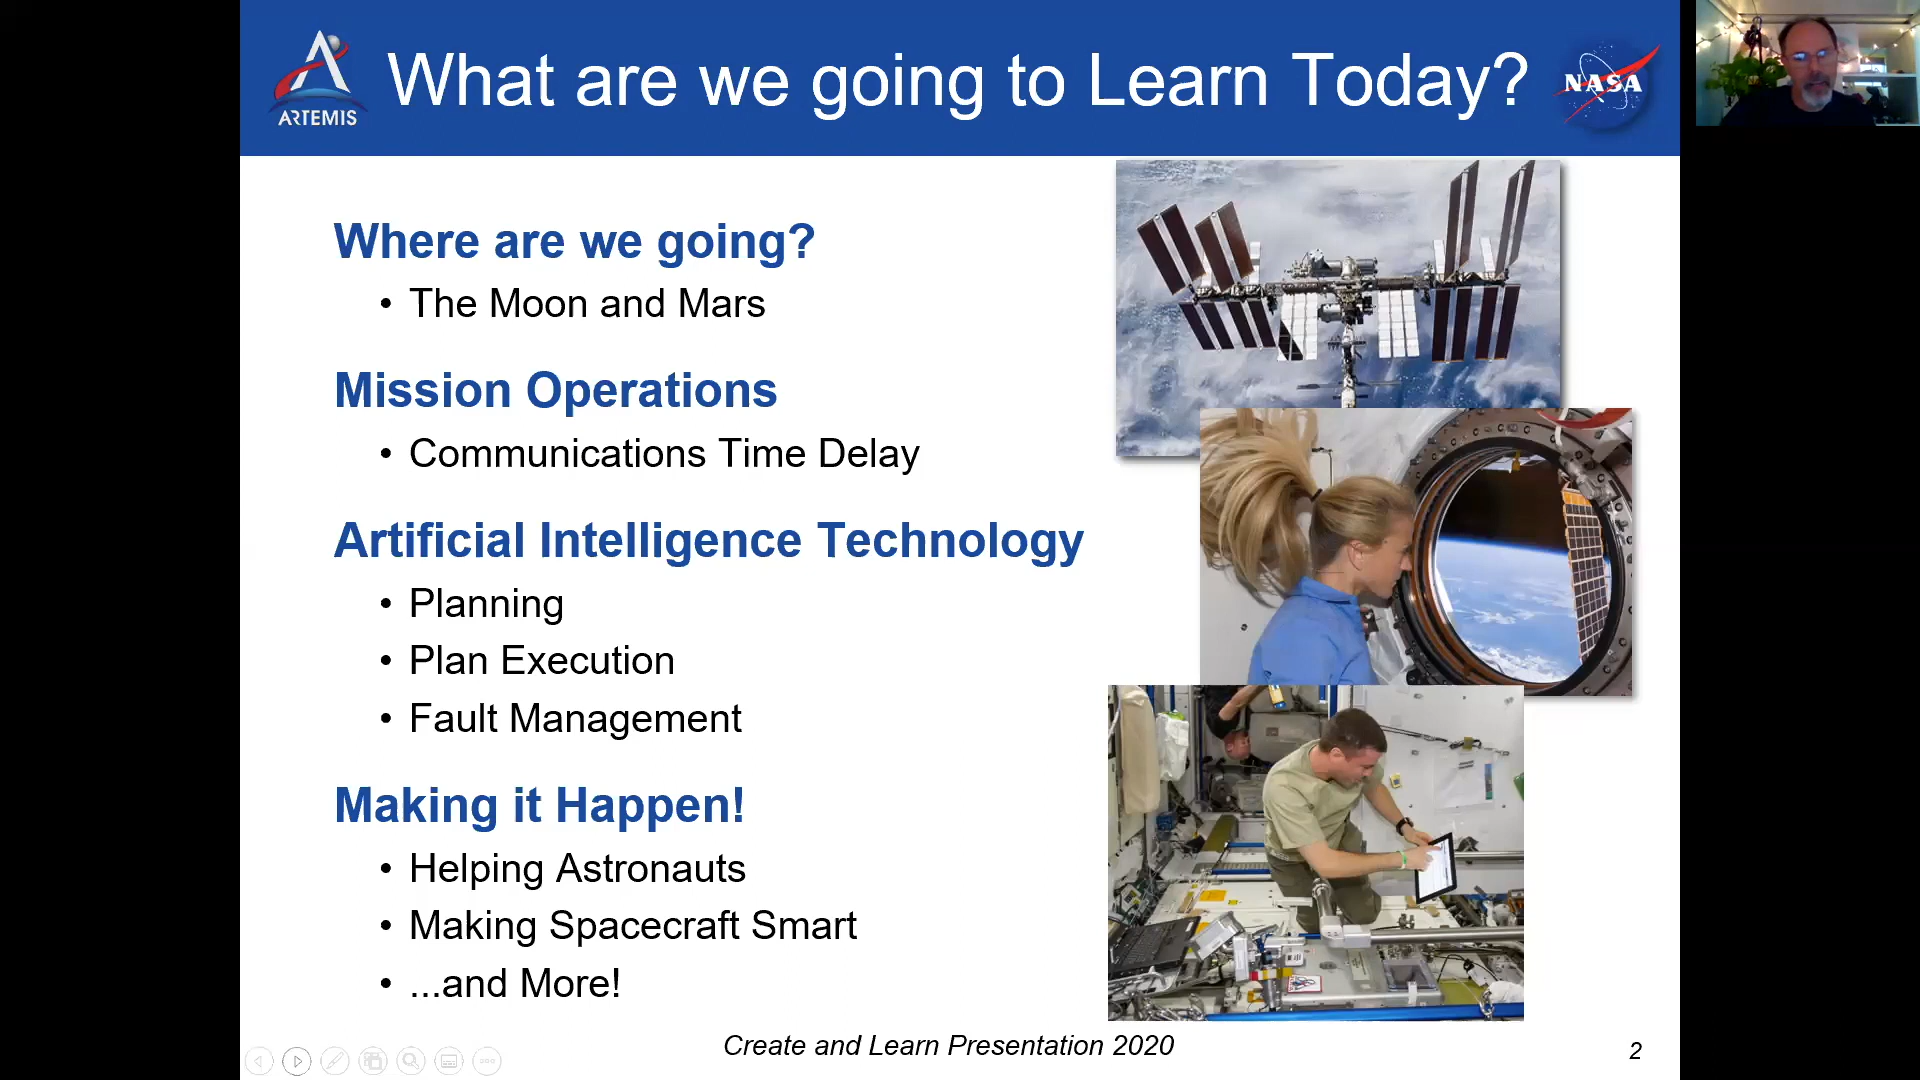 ARTEMIS
What are we going to Learn Today?
NASA
Where are we going?
• The Moon and Mars
Mission Operations
• Communications Time Delay
Artificial Intelligence Technology
• Planning
• Plan Execution
• Fault Management
Making it Happen!
• Helping Astronauts
• Making Spacecraft Smart
• ...and More!
Create and Learn Presentation 2020
2